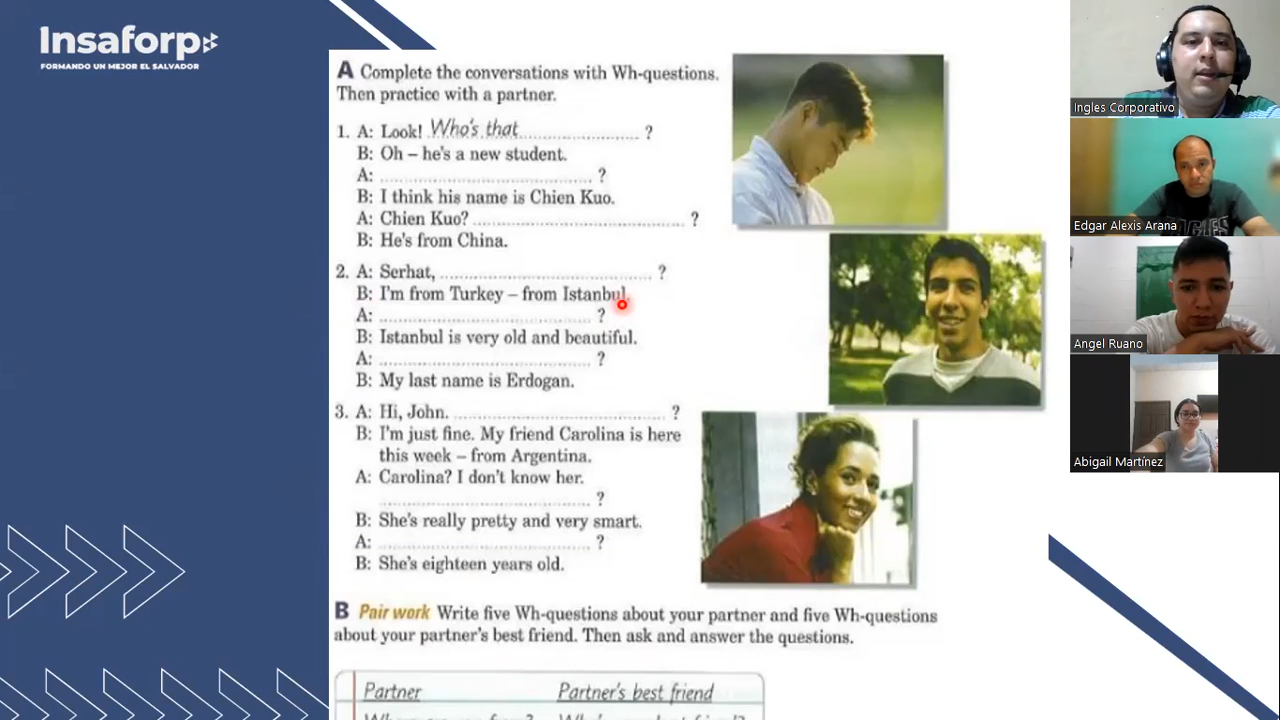 Insaforp
FORMANDO UN MEJOR EL SALVADOR
A Complete the conversations with Wh-questions.
Then practice with a partner.
1. A: Look! Who's that ?
B: Oh – he's a new student.
A: ?
B: I think his name is Chien Kuo.
A: Chien Kuo? ?
B: He's from China.
2. A: Serhat, ?
B: I'm from Turkey – from Istanbul.
A: ?
B: Istanbul is very old and beautiful.
A: ?
B: My last name is Erdogan.
3. A: Hi, John. ?
B: I'm just fine. My friend Carolina is here
this week – from Argentina.
A: Carolina? I don't know her.
?
B: She's really pretty and very smart.
A: ?
B: She's eighteen years old.
B Pair work Write five Wh-questions about your partner and five Wh-questions
about your partner's best friend. Then ask and answer the questions.
Partner Partner's best friend
Ingles Corporativo
Edgar Alexis Arana
Angel Ruano
Abigail Martínez